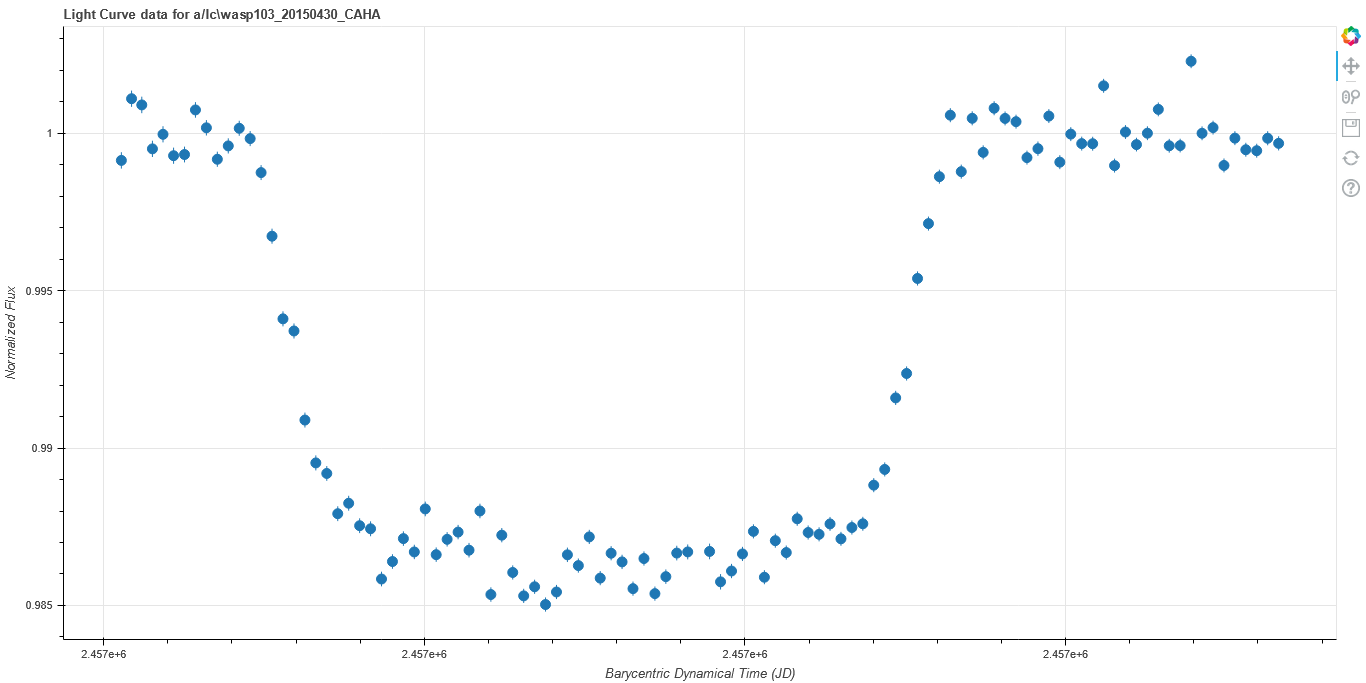 Light Curve data for a/lc\wasp103_20150430_CAHA
1
0.995
0.99
0.985
Normalized Flux
2.457e+6 2.457e+6 2.457e+6 2.457e+6
Barycentric Dynamical Time (JD)